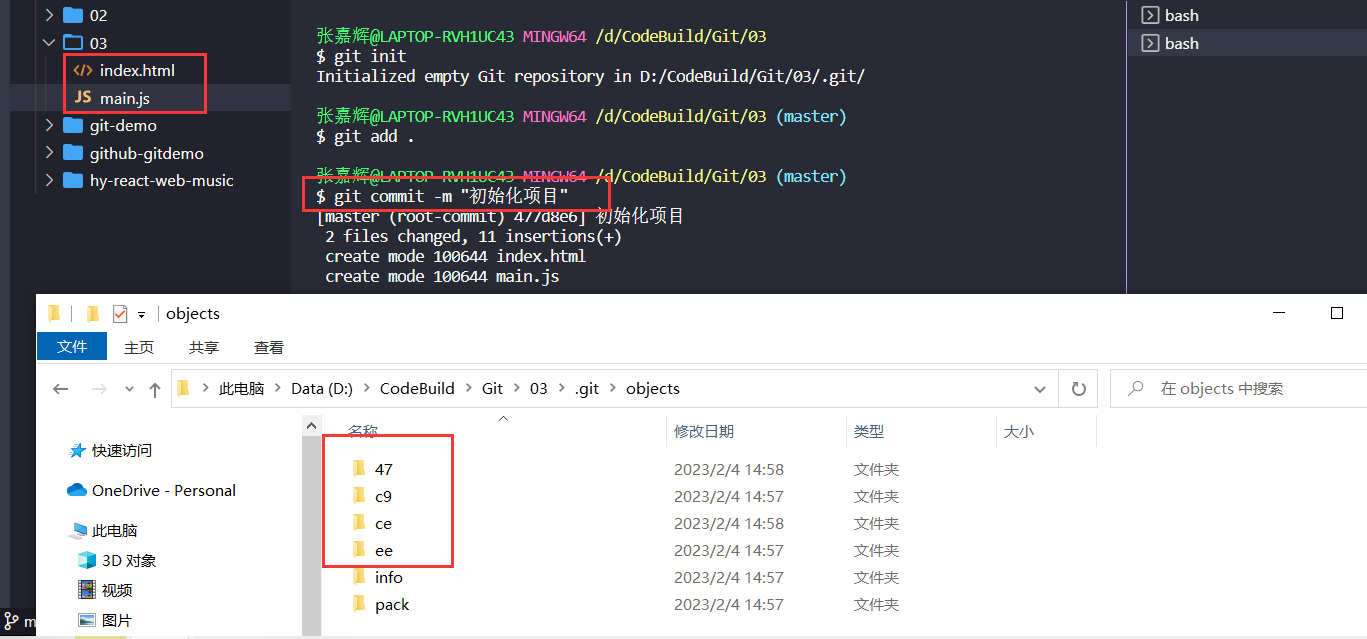 02
03
index.html
JS main.js
git-demo
github-gitdemo
hy-react-web-music
张嘉辉@LAPTOP-RVH1UC43 MINGW64 /d/CodeBuild/Git/03
$ git init
Initialized empty Git repository in D:/CodeBuild/Git/03/.git/
张嘉辉@LAPTOP-RVH1UC43 MINGW64 /d/CodeBuild/Git/03 (master)
$ git add .
张嘉辉@LAPTOP-RVH1UC43 MINGW64 /d/CodeBuild/Git/03 (master)
$ git commit -m "初始化项目"
[master (root-commit) 477d8e6] 初始化项目
2 files changed, 11 insertions(+)
create mode 100644 index.html
create mode 100644 main.js
bash
bash
objects
文件 主页 共享 查看
此电脑 > Data (D:) > CodeBuild > Git > 03 > .git > objects
在 objects 中搜索
快速访问
OneDrive - Personal
此电脑
3D 对象
视频
图片
名称 修改日期 类型 大小
47 2023/2/4 14:58 文件夹
c9 2023/2/4 14:57 文件夹
ce 2023/2/4 14:58 文件夹
ee 2023/2/4 14:57 文件夹
info 2023/2/4 14:57 文件夹
pack 2023/2/4 14:57 文件夹